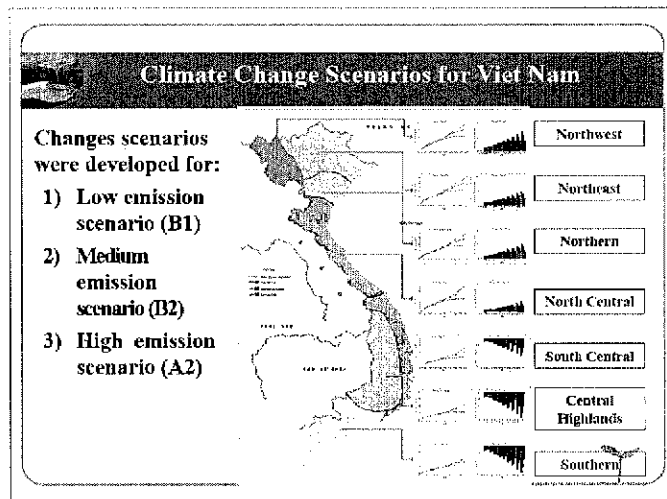 Climate Change Scenarios for Viet Nam
Changes scenarios
were developed for:
1) Low emission
scenario (B1)
2) Medium
emission
scenario (B2)
3) High emission
scenario (A2)
Northwest
Northeast
Northern
North Central
South Central
Central
Highlands
Southern